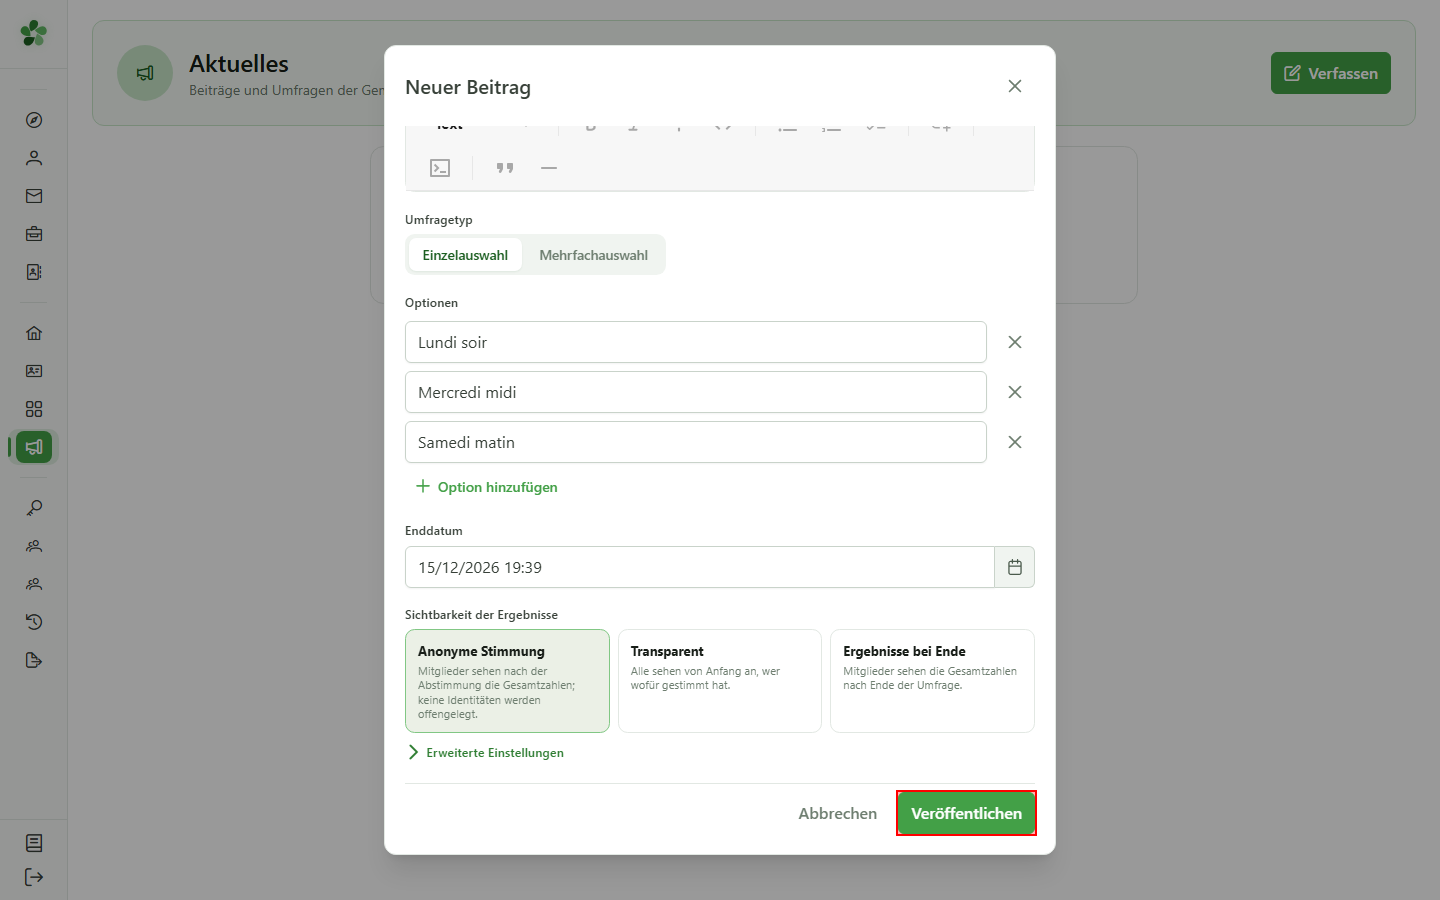 Aktuelles
Beiträge und Umfragen der Ger
Verfassen
Neuer Beitrag
Text
Umfragetyp
Einzelauswahl
Mehrfachauswahl
Optionen
Lundi soir
Mercredi midi
Samedi matin
Option hinzufügen
Enddatum
15/12/2026 19:39
Sichtbarkeit der Ergebnisse
Anonyme Stimmung
Mitglieder sehen nach der
Abstimmung die Gesamtzahlen;
keine Identitäten werden
offengelegt.
Transparent
Alle sehen von Anfang an, wer
wofür gestimmt hat.
Ergebnisse bei Ende
Mitglieder sehen die Gesamtzahlen
nach Ende der Umfrage.
Erweiterte Einstellungen
Abbrechen
Veröffentlichen